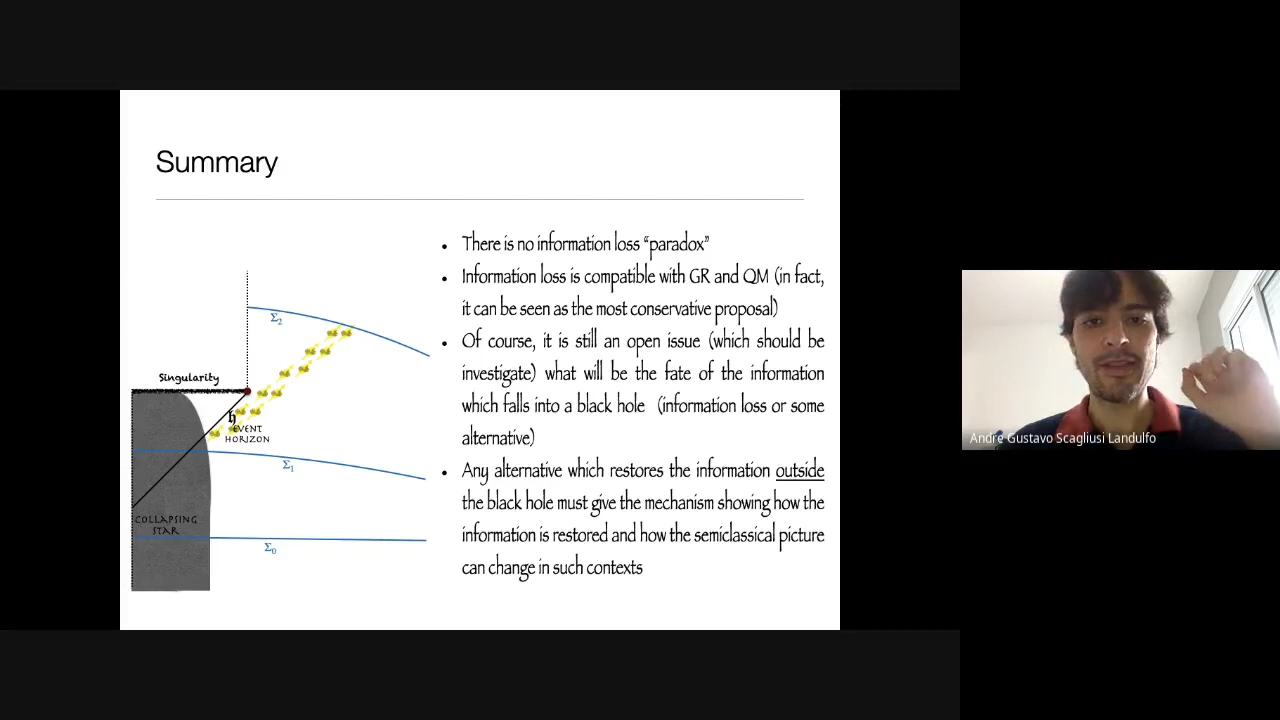 Summary
There is no information loss “paradox”
Information loss is compatible with GR and QM (in fact,
it can be seen as the most conservative proposal)
Of course, it is still an open issue (which should be
investigate) what will be the fate of the information
which falls into a black hole (information loss or some
alternative)
Any alternative which restores the information outside
the black hole must give the mechanism showing how the
information is restored and how the semiclassical picture
can change in such contexts
Σ2
Singularity
h
EVENT
HORIZON
Σ1
COLLAPSING
STAR
Σ0
Andre Gustavo Scagliusi Landulfo